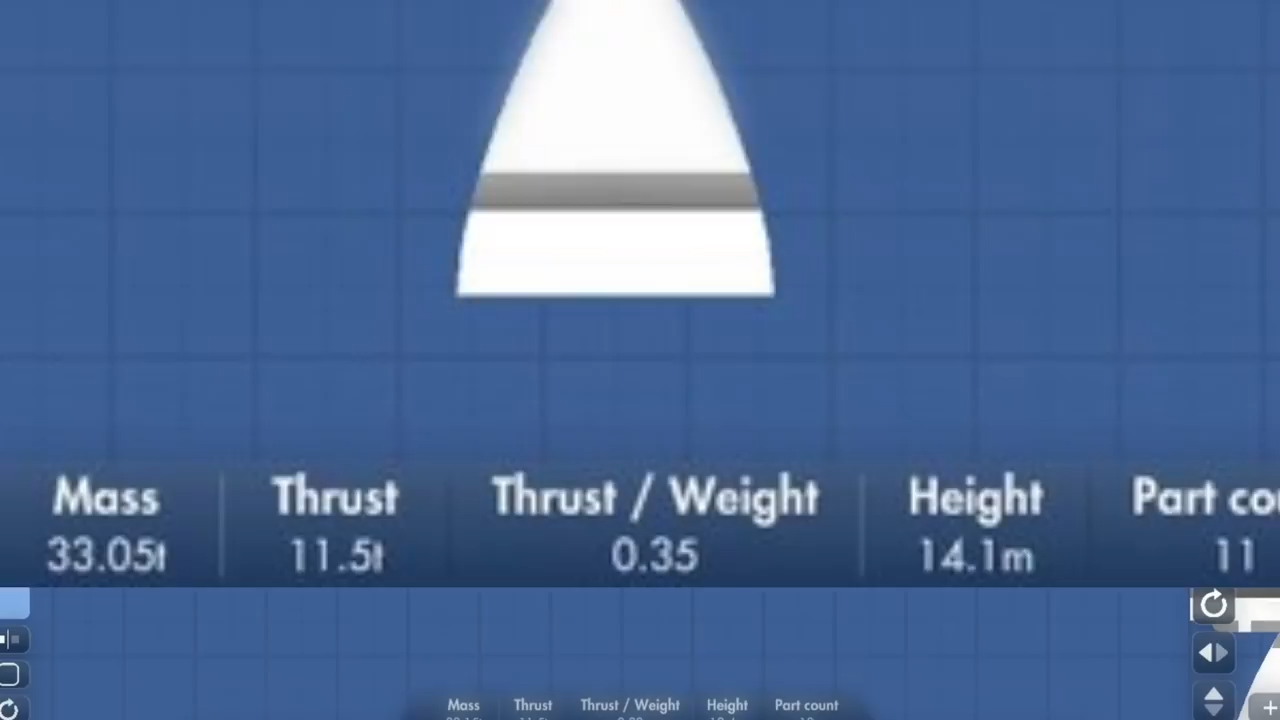 Mass Thrust Thrust / Weight Height Part cou
33.05t 11.5t 0.35 14.1m 11
Mass Thrust Thrust / Weight Height Part count